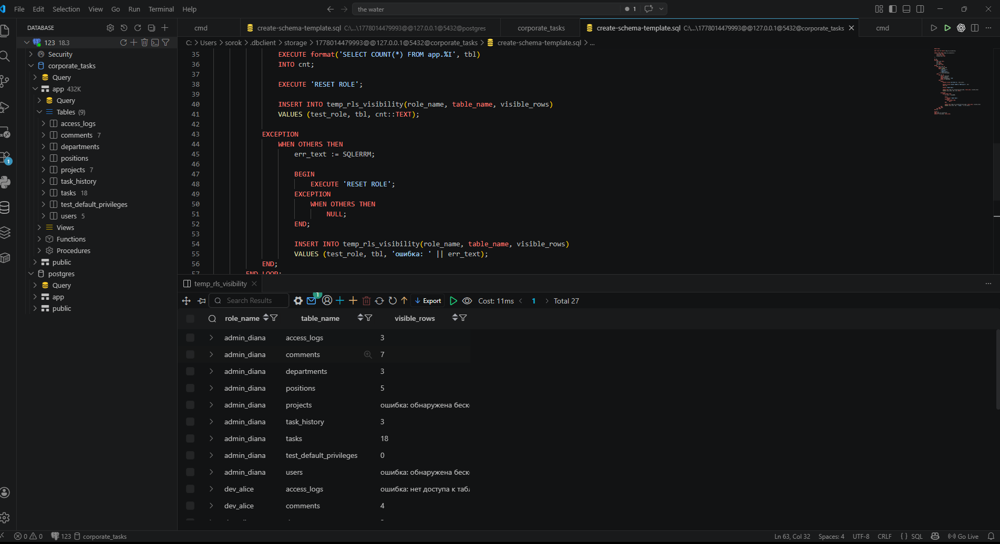 File Edit Selection View Go Run Terminal Help
the water
1
DATABASE
cmd
create-schema-template.sql C:\...\1778014479993@@127.0.0.1@5432@postgres
corporate_tasks
create-schema-template.sql C:\...\1778014479993@@127.0.0.1@5432@corporate_tasks
cmd
C: > Users > sorok > .dbclient > storage > 1778014479993@@127.0.0.1@5432@corporate_tasks > create-schema-template.sql > ...
123 18.3
Security
corporate_tasks
Query
app 432K
Query
Tables (9)
access_logs
comments 7
departments
positions
projects 7
task_history
tasks 18
test_default_privileges
users 5
Views
Functions
Procedures
public
postgres
Query
app
public
1
35 EXECUTE format('SELECT COUNT(*) FROM app.%I', tbl)
36 INTO cnt;
37
38 EXECUTE 'RESET ROLE';
39
40 INSERT INTO temp_rls_visibility(role_name, table_name, visible_rows)
41 VALUES (test_role, tbl, cnt::TEXT);
42
43 EXCEPTION
44 WHEN OTHERS THEN
45 err_text := SQLERRM;
46
47 BEGIN
48 EXECUTE 'RESET ROLE';
49 EXCEPTION
50 WHEN OTHERS THEN
51 NULL;
52 END;
53
54 INSERT INTO temp_rls_visibility(role_name, table_name, visible_rows)
55 VALUES (test_role, tbl, 'ошибка: ' || err_text);
56 END;
57 END LOOP;
temp_rls_visibility
Search Results
1
Export
Cost: 11ms < 1 > Total 27
role_name table_name visible_rows
admin_diana access_logs 3
admin_diana comments 7
admin_diana departments 3
admin_diana positions 5
admin_diana projects ошибка: обнаружена беск
admin_diana task_history 3
admin_diana tasks 18
admin_diana test_default_privileges 0
admin_diana users ошибка: обнаружена беск
dev_alice access_logs ошибка: нет доступа к таб
dev_alice comments 4
0 0 123 corporate_tasks
Ln 63, Col 32 Spaces: 4 UTF-8 CRLF { } SQL Go Live